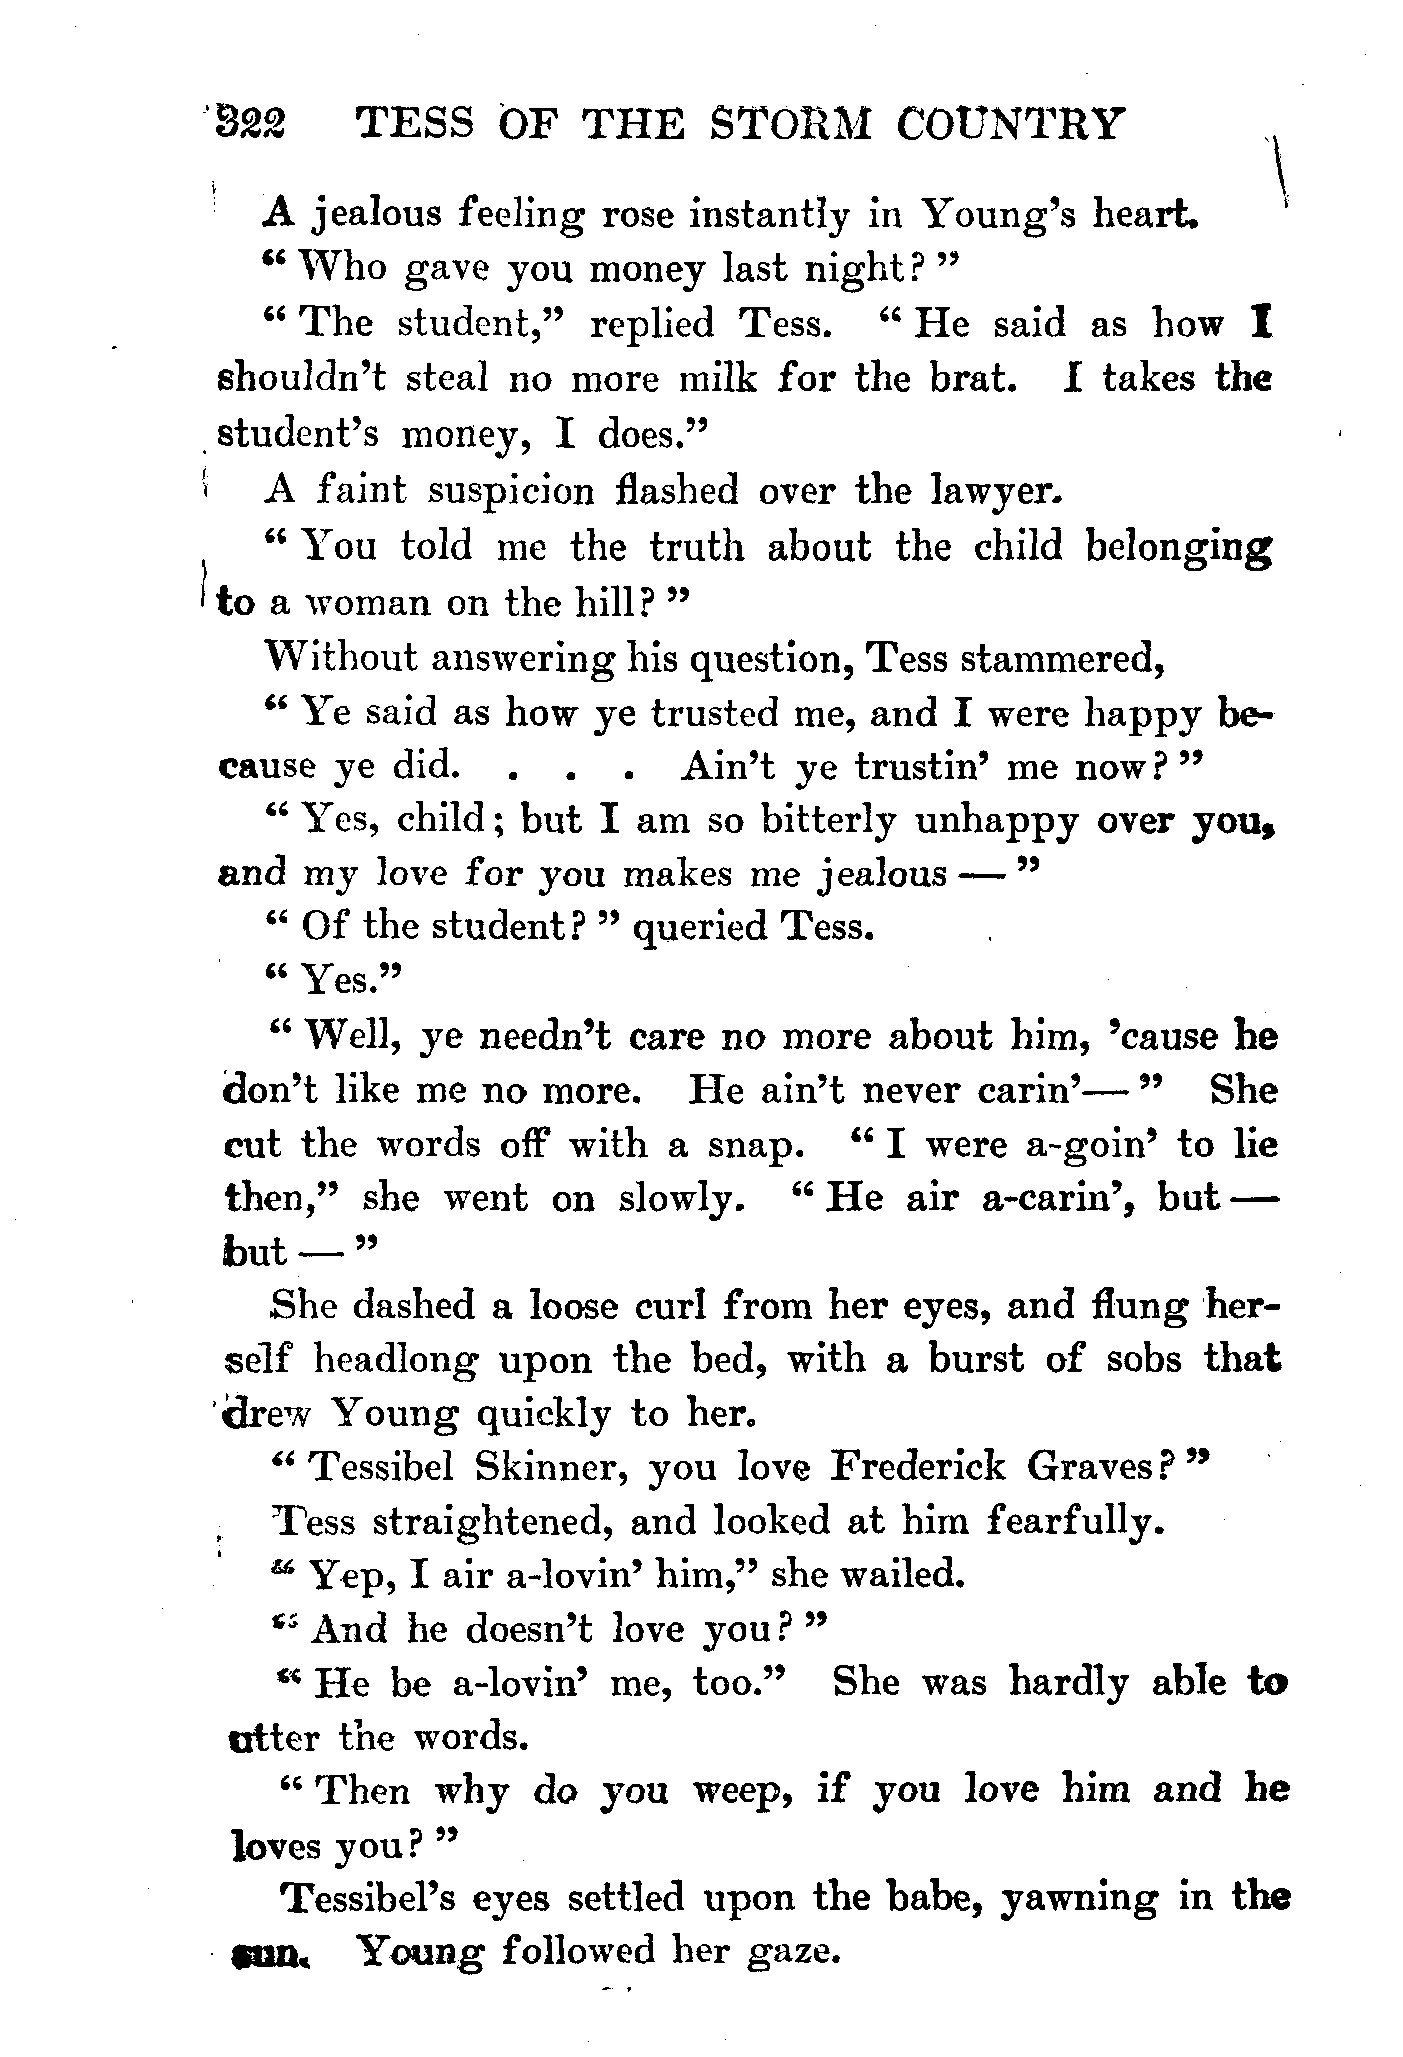 322 TESS OF THE STORM COUNTRY
A jealous feeling rose instantly in Young's heart.
“ Who gave you money last night? ”
“ The student,” replied Tess. “ He said as how I
shouldn't steal no more milk for the brat. I takes the
student's money, I does.”
A faint suspicion flashed over the lawyer.
“ You told me the truth about the child belonging
to a woman on the hill? ”
Without answering his question, Tess stammered,
“ Ye said as how ye trusted me, and I were happy be-
cause ye did. . . . Ain't ye trustin' me now? ”
“ Yes, child; but I am so bitterly unhappy over you,
and my love for you makes me jealous — ”
“ Of the student? ” queried Tess.
“ Yes.”
“ Well, ye needn't care no more about him, 'cause he
don't like me no more. He ain't never carin'— ” She
cut the words off with a snap. “ I were a-goin' to lie
then,” she went on slowly. “ He air a-carin', but —
but — ”
She dashed a loose curl from her eyes, and flung her-
self headlong upon the bed, with a burst of sobs that
drew Young quickly to her.
“ Tessibel Skinner, you love Frederick Graves? ”
Tess straightened, and looked at him fearfully.
“ Yep, I air a-lovin' him,” she wailed.
“ And he doesn't love you? ”
“ He be a-lovin' me, too.” She was hardly able to
utter the words.
“ Then why do you weep, if you love him and he
loves you? ”
Tessibel's eyes settled upon the babe, yawning in the
sun. Young followed her gaze.